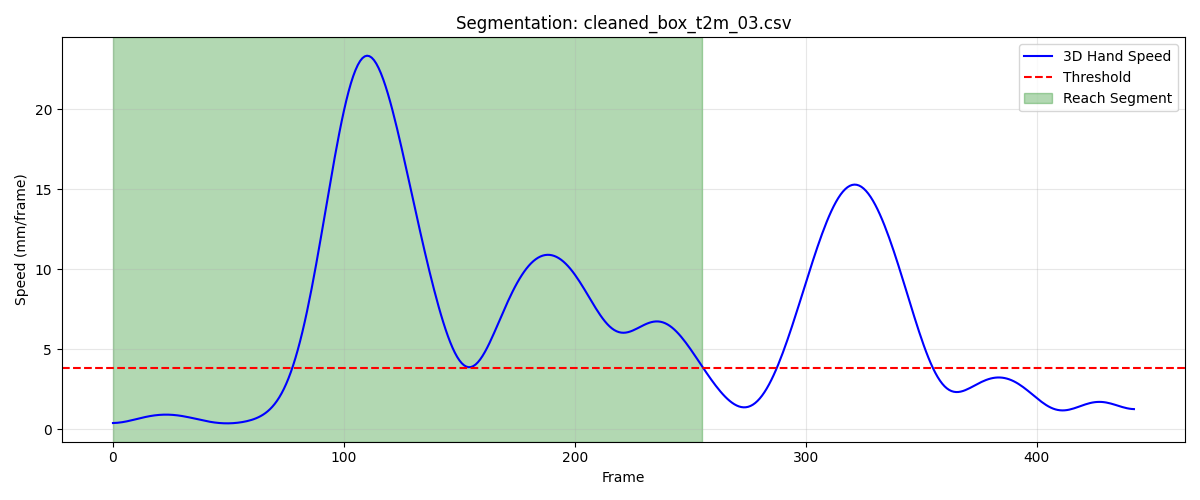 Segmentation: cleaned_box_t2m_03.csv
3D Hand Speed
Threshold
Reach Segment
Speed (mm/frame)
20
15
10
5
0
0 100 200 300 400
Frame